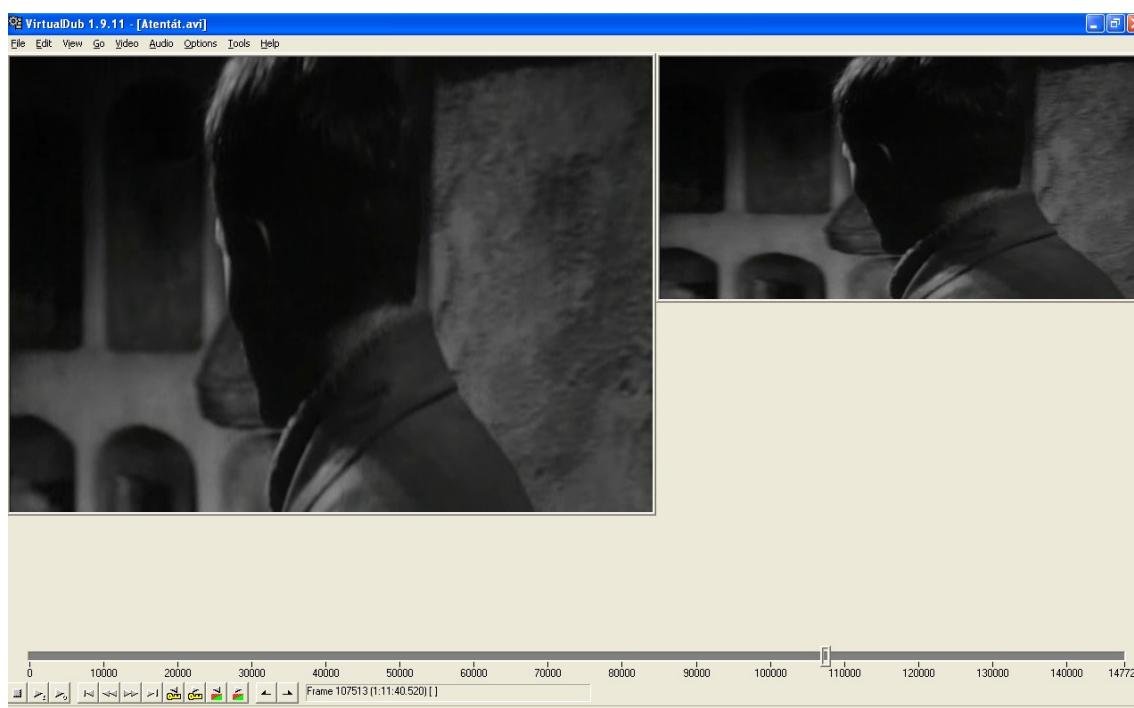 VirtualDub 1.9.11 - [Atentát.avi]
File Edit View Go Video Audio Options Tools Help
0 10000 20000 30000 40000 50000 60000 70000 80000 90000 100000 110000 120000 130000 140000 14772
Frame 107513 (1:11:40.520) [ ]